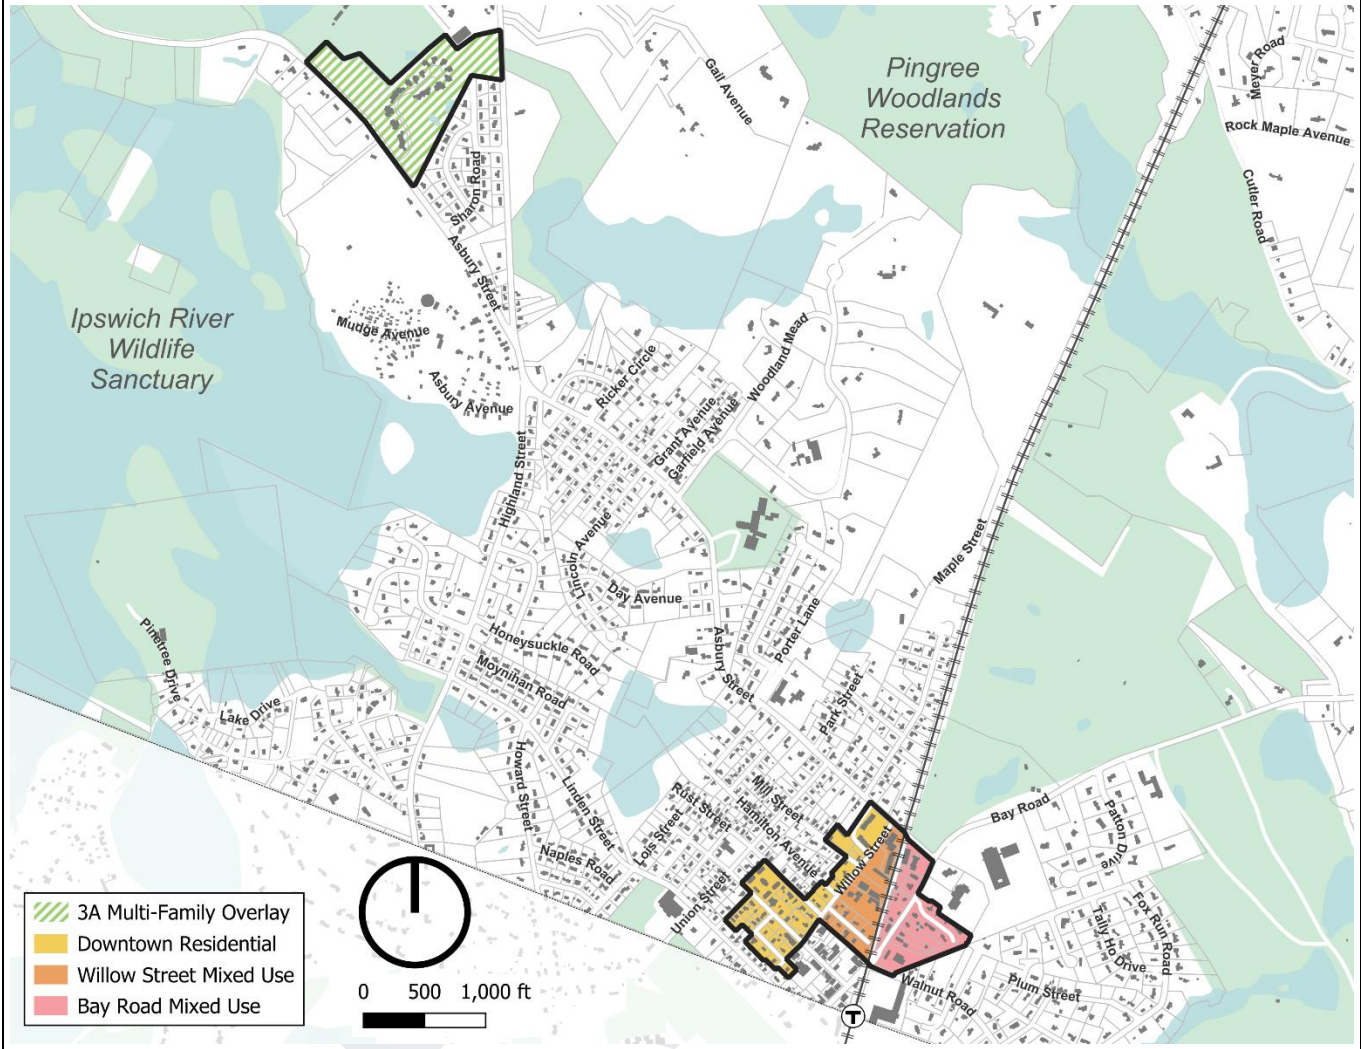 Pingree
Woodlands
Reservation
Gail Avenue
Meyer Road
Rock Maple Avenue
Cutler Road
Sharon Road
Asbury Street
Ipswich River
Wildlife
Sanctuary
Mudge Avenue
Asbury Avenue
Ricker Circle
Woodland Mead
Grant Avenue
Garfield Avenue
Highland Street
Lincoln Avenue
Day Avenue
Maple Street
Porter Lane
Honeysuckle Road
Moynihan Road
Asbury Street
Park Street
Pinetree Drive
Lake Drive
Howard Street
Linden Street
Naples Road
Lois Street
Rust Street
Mill Street
Hamilton Avenue
Union Street
Willow Street
Bay Road
Patton Drive
Fox Run Road
Tally Ho Drive
Plum Street
Walnut Road
T
3A Multi-Family Overlay
Downtown Residential
Willow Street Mixed Use
Bay Road Mixed Use
0 500 1,000 ft